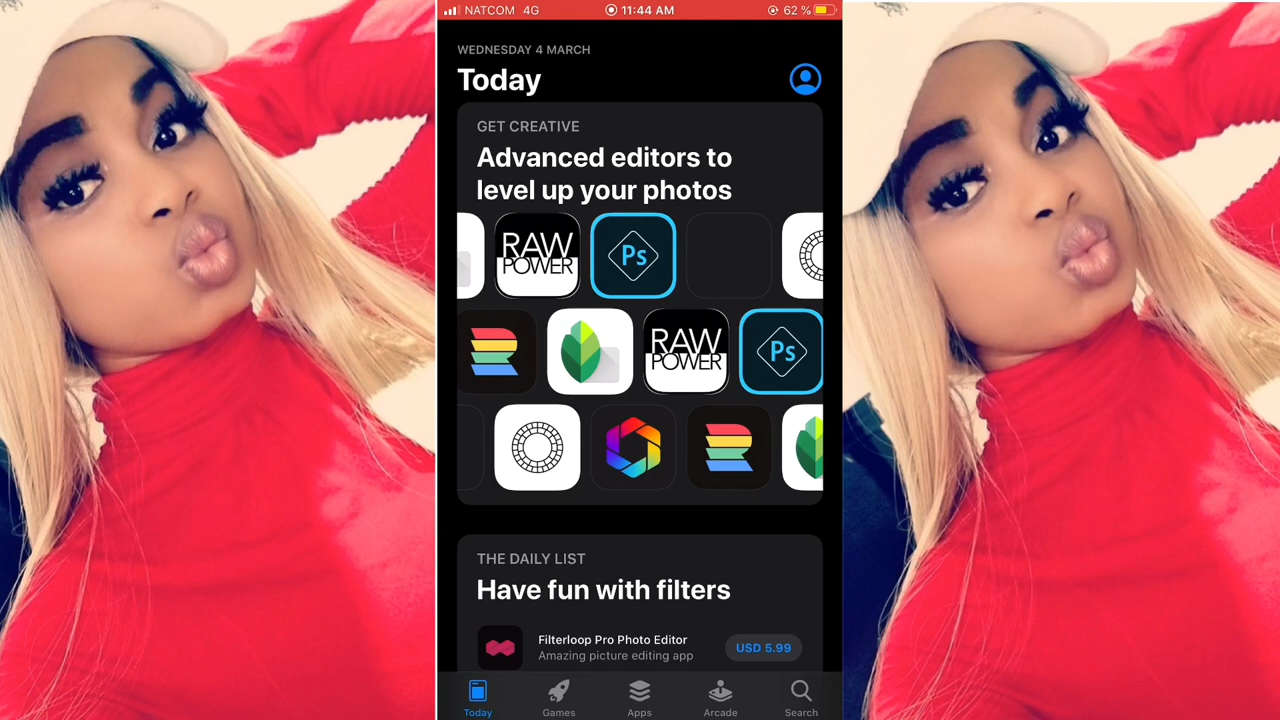 NATCOM 4G 11:44 AM 62 %
WEDNESDAY 4 MARCH
Today
GET CREATIVE
Advanced editors to
level up your photos
RAW
POWER
Ps
RAW
POWER
Ps
THE DAILY LIST
Have fun with filters
Filterloop Pro Photo Editor
USD 5.99
Amazing picture editing app
Today Games Apps Arcade Search